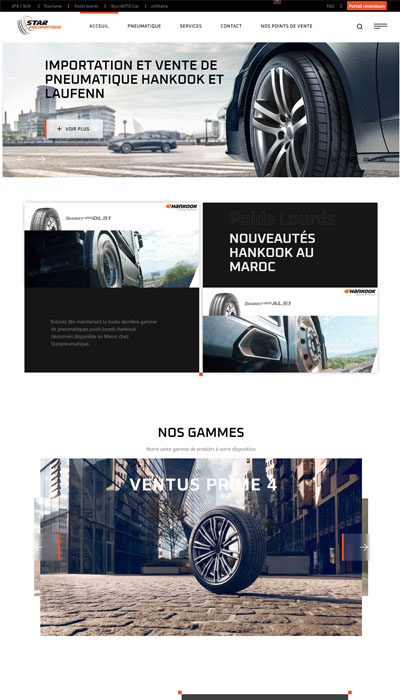 4*4 / SUV
Tourisme
Poids lourds
Bus/AUTO Car
utilitaire
FAQ
Portail revendeurs
STAR
PNEUMATIQUE
ACCEUIL
PNEUMATIQUE
SERVICES
CONTACT
NOS POINTS DE VENTE
IMPORTATION ET VENTE DE
PNEUMATIQUE HANKOOK ET
LAUFENN
+ VOIR PLUS
HANKOOK
SMART DL51
Poids Lourds
NOUVEAUTÉS
HANKOOK AU
MAROC
HANKOOK
SMART AL51
Explorez dès maintenant la toute dernière gamme
de pneumatiques poids lourds Hankook
désormais disponible au Maroc chez
Starpneumatique
NOS GAMMES
Notre vaste gamme de produits à votre disposition
VENTUS PRIME 4